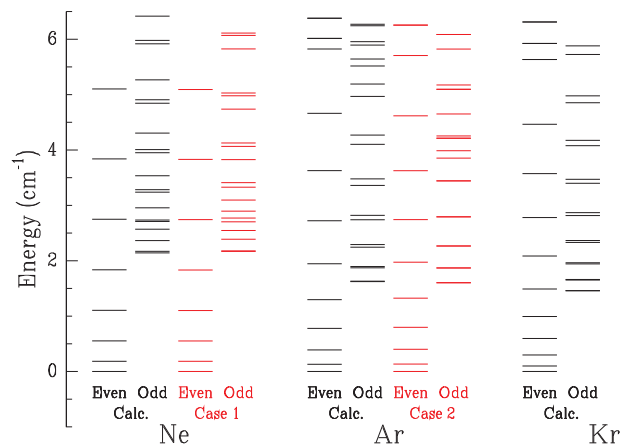 6
4
2
0
Energy (cm-1)
Even Odd Even Odd Even Odd Even Odd Even Odd
Calc. Case 1 Calc. Case 2 Calc.
Ne Ar Kr